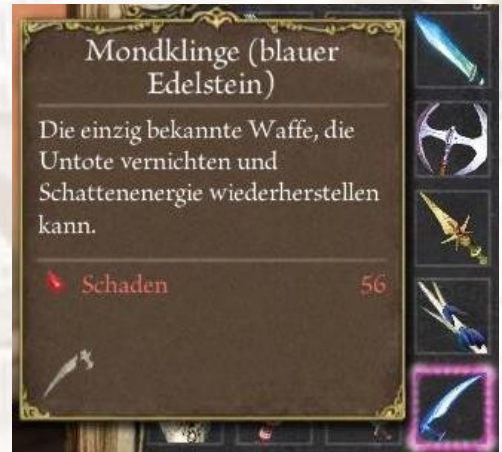 Mondklinge (blauer
Edelstein)
Die einzig bekannte Waffe, die
Untote vernichten und
Schattenenergie wiederherstellen
kann.
Schaden 56